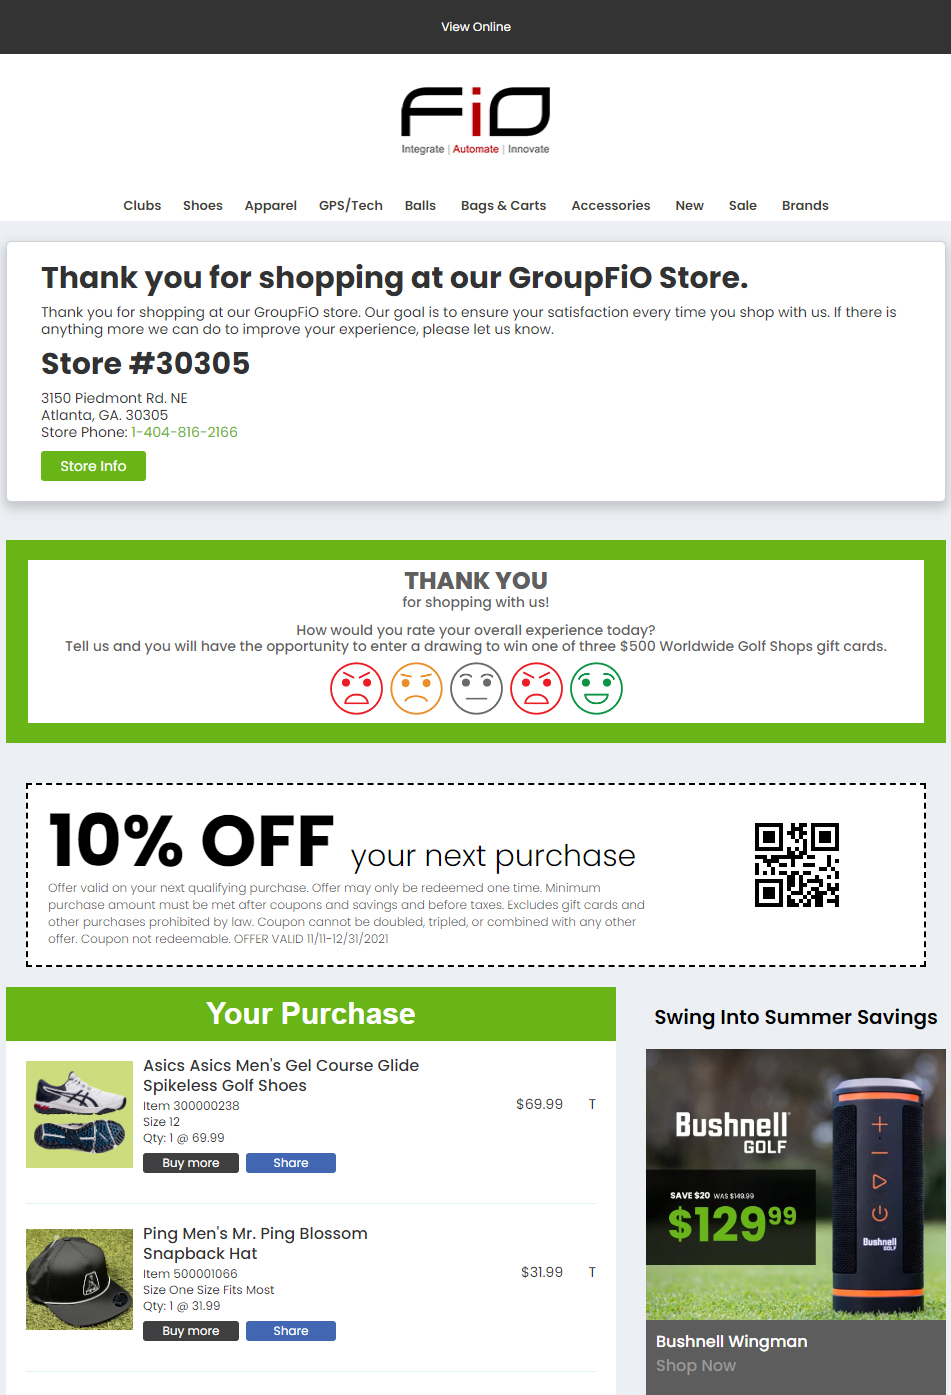 View Online
FiO
Integrate | Automate | Innovate
Clubs Shoes Apparel GPS/Tech Balls Bags & Carts Accessories New Sale Brands
Thank you for shopping at our GroupFiO Store.
Thank you for shopping at our GroupFiO store. Our goal is to ensure your satisfaction every time you shop with us. If there is
anything more we can do to improve your experience, please let us know.
Store #30305
3150 Piedmont Rd. NE
Atlanta, GA. 30305
Store Phone: 1-404-816-2166
Store Info
THANK YOU
for shopping with us!
How would you rate your overall experience today?
Tell us and you will have the opportunity to enter a drawing to win one of three $500 Worldwide Golf Shops gift cards.
10% OFF your next purchase
Offer valid on your next qualifying purchase. Offer may only be redeemed one time. Minimum
purchase amount must be met after coupons and savings and before taxes. Excludes gift cards and
other purchases prohibited by law. Coupon cannot be doubled, tripled, or combined with any other
offer. Coupon not redeemable. OFFER VALID 11/11-12/31/2021
Your Purchase
Asics Asics Men's Gel Course Glide
Spikeless Golf Shoes
Item 300000238
Size 12
Qty: 1 @ 69.99
$69.99 T
Buy more Share
Ping Men's Mr. Ping Blossom
Snapback Hat
Item 500001066
Size One Size Fits Most
Qty: 1 @ 31.99
$31.99 T
Buy more Share
Swing Into Summer Savings
Bushnell
GOLF
SAVE $20 WAS $149.99
$12999
Bushnell
GOLF
Bushnell Wingman
Shop Now